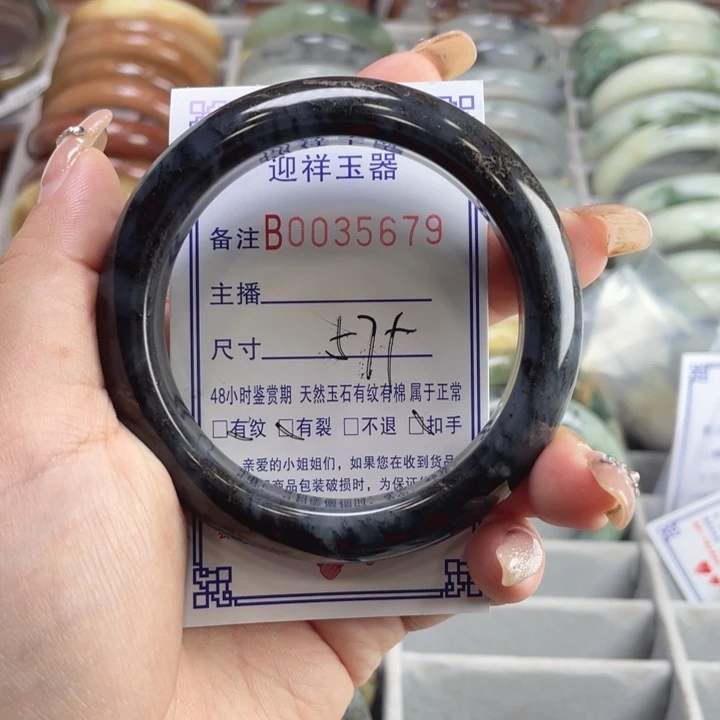 迎祥玉器
备注B0035679
主播
尺寸 57
48小时鉴赏期 天然玉石有纹有棉属于正常
□有纹 □有裂 □不退 □扣手
亲爱的小姐姐们，如果您在收到货品
商品包装破损时，为保证